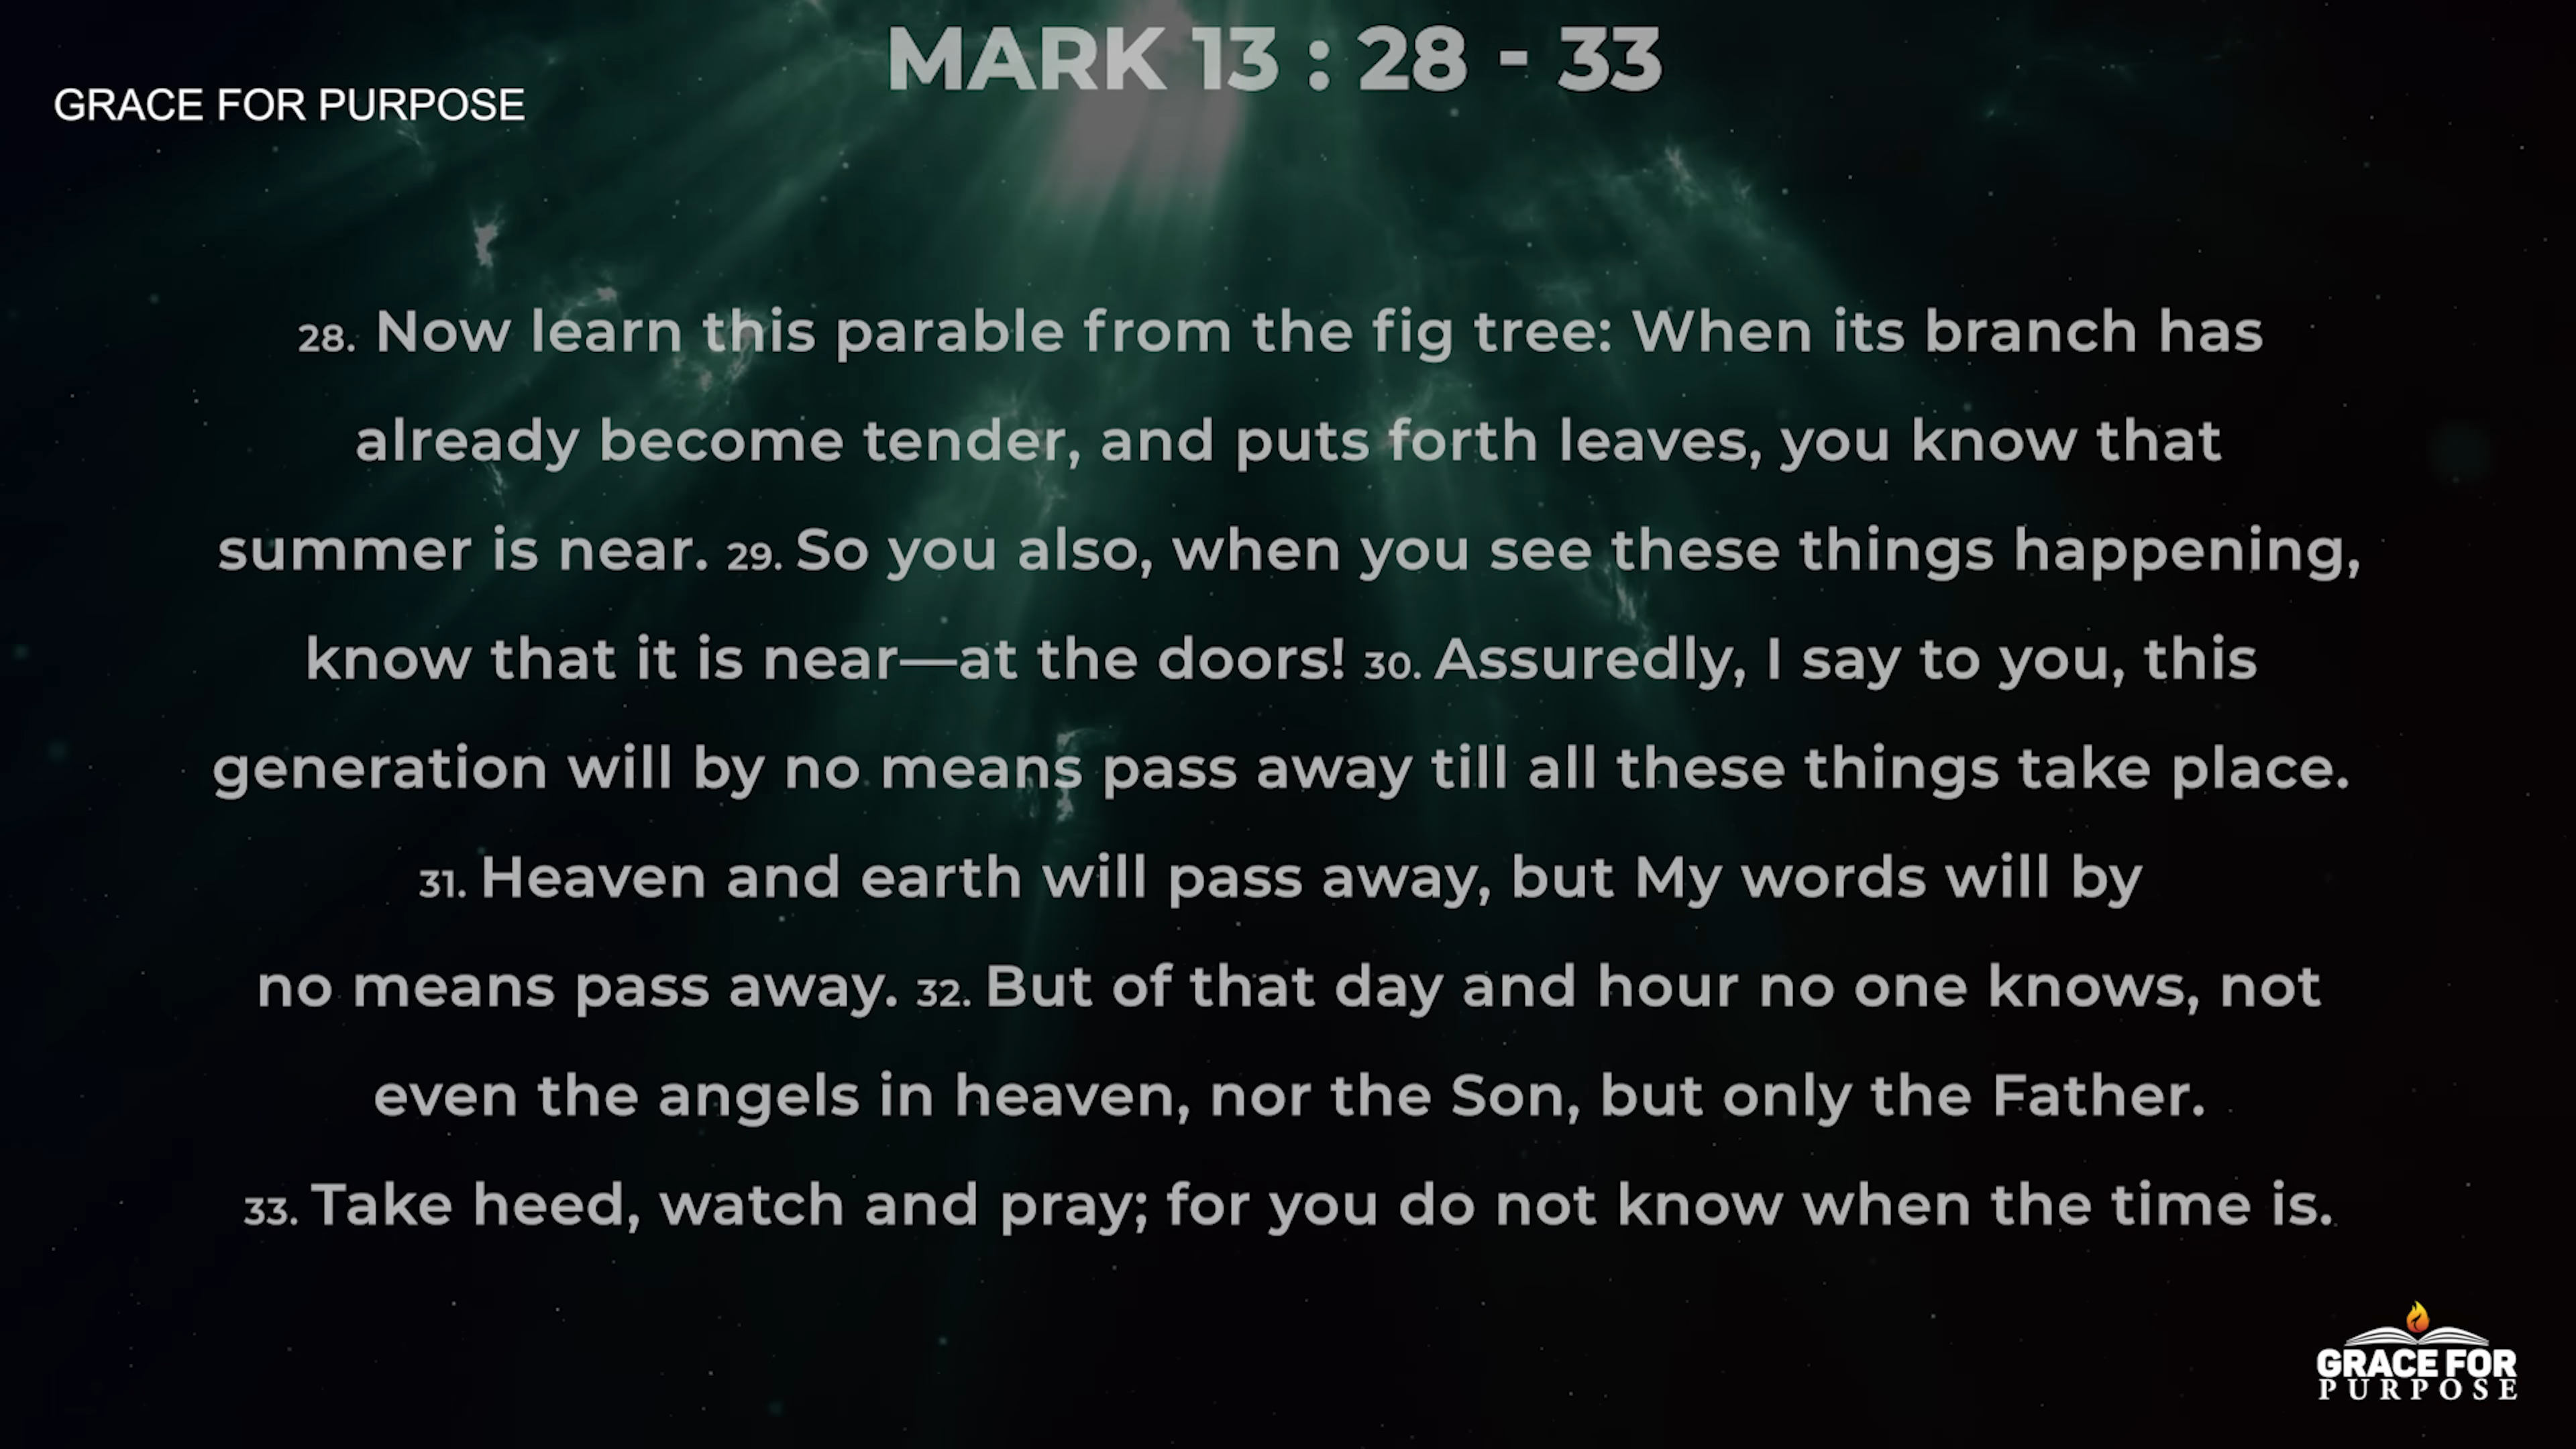 MARK 13 : 28 - 33
GRACE FOR PURPOSE
28. Now learn this parable from the fig tree: When its branch has
already become tender, and puts forth leaves, you know that
summer is near. 29. So you also, when you see these things happening,
know that it is near—at the doors! 30. Assuredly, I say to you, this
generation will by no means pass away till all these things take place.
31. Heaven and earth will pass away, but My words will by
no means pass away. 32. But of that day and hour no one knows, not
even the angels in heaven, nor the Son, but only the Father.
33. Take heed, watch and pray; for you do not know when the time is.
GRACE FOR
PURPOSE